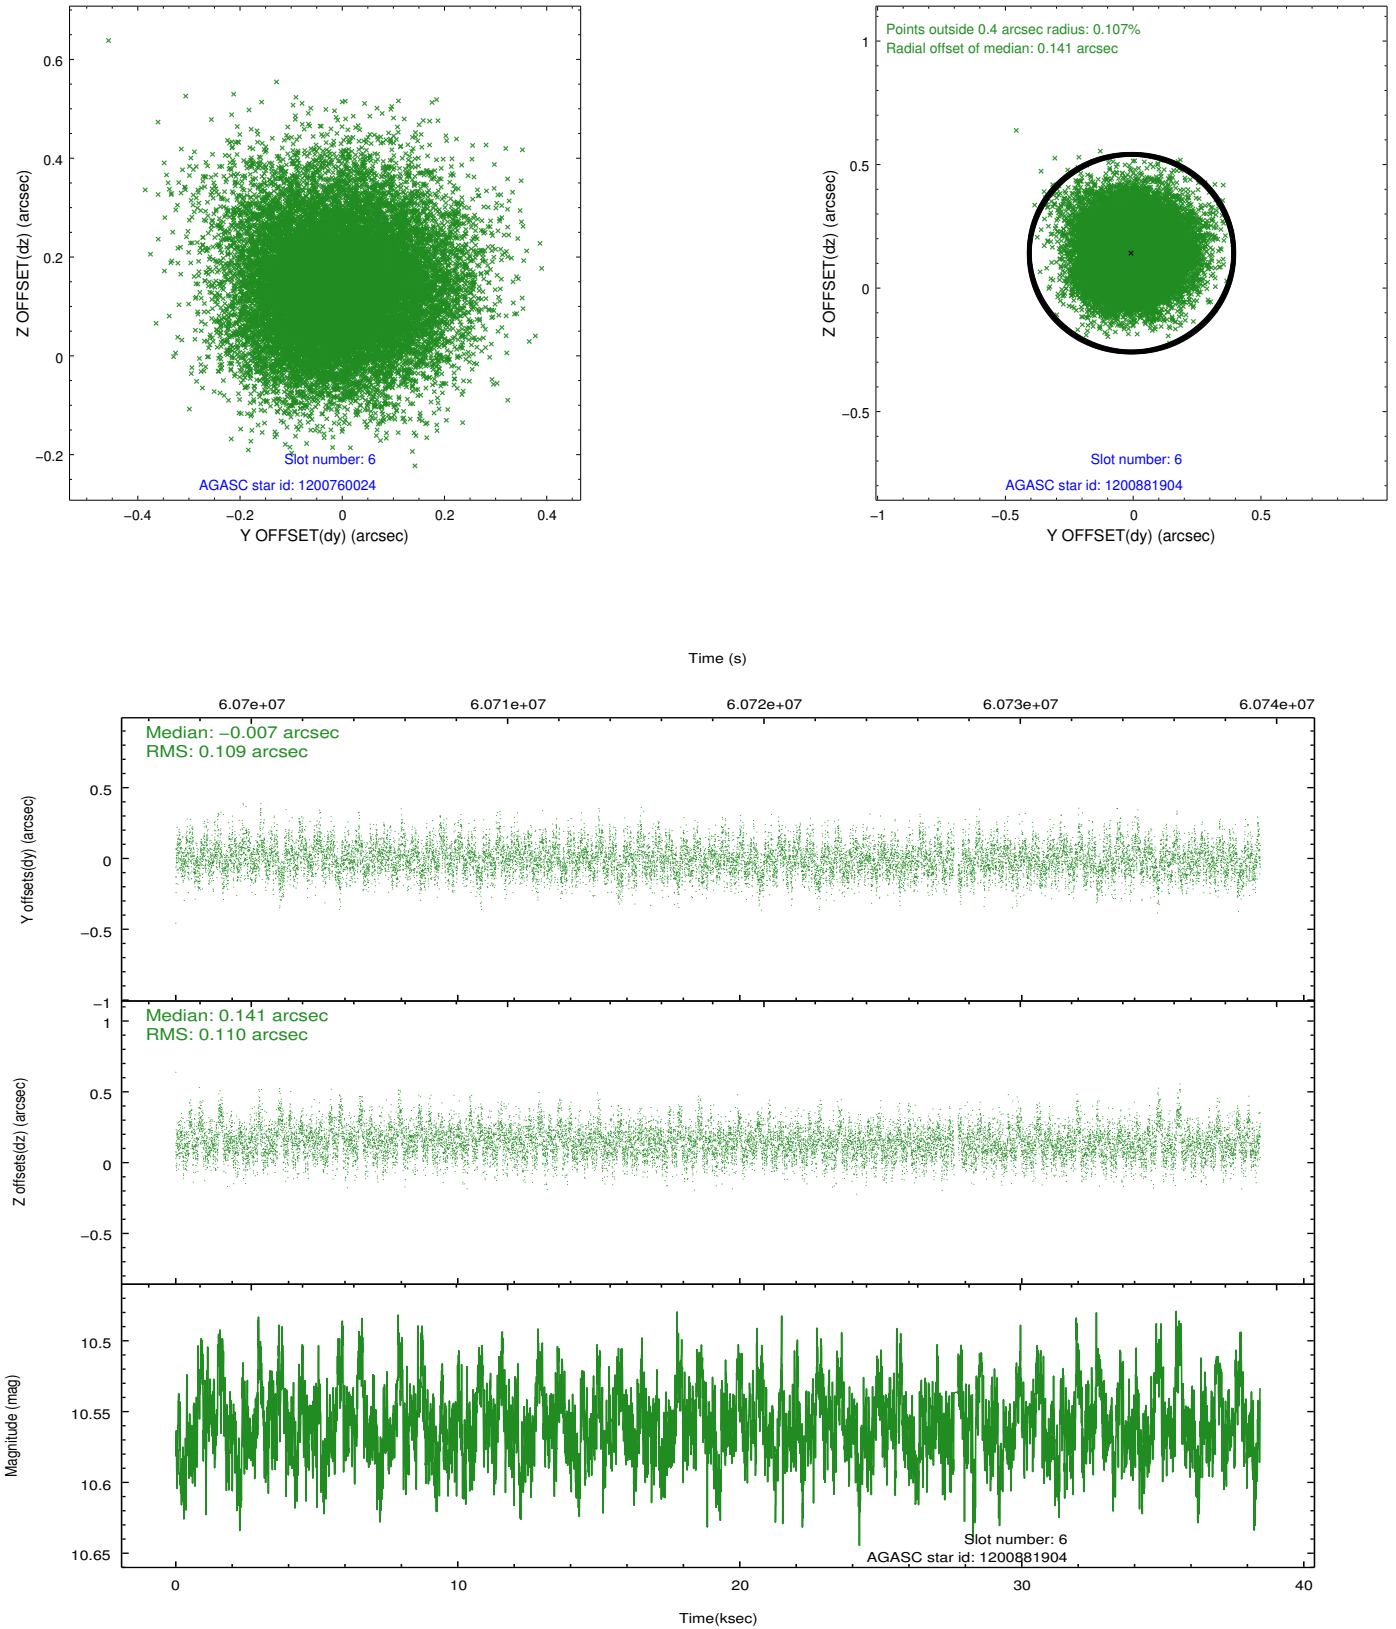 0.6
0.4
0.2
0
−0.2
Z OFFSET(dz) (arcsec)
Slot number: 6
AGASC star id: 1200760024
−0.4
−0.2
0
0.2
0.4
Y OFFSET(dy) (arcsec)
Points outside 0.4 arcsec radius: 0.107%
Radial offset of median: 0.141 arcsec
1
0.5
0
−0.5
Z OFFSET(dz) (arcsec)
Slot number: 6
AGASC star id: 1200881904
−1
−0.5
0
0.5
Y OFFSET(dy) (arcsec)
Time (s)
6.07e+07
6.071e+07
6.072e+07
6.073e+07
6.074e+07
Median: −0.007 arcsec
RMS: 0.109 arcsec
0.5
0
−0.5
−1
Y offsets(dy) (arcsec)
Median: 0.141 arcsec
RMS: 0.110 arcsec
1
0.5
0
−0.5
Z offsets(dz) (arcsec)
10.5
10.55
10.6
10.65
Magnitude (mag)
Slot number: 6
AGASC star id: 1200881904
0
10
20
30
40
Time(ksec)